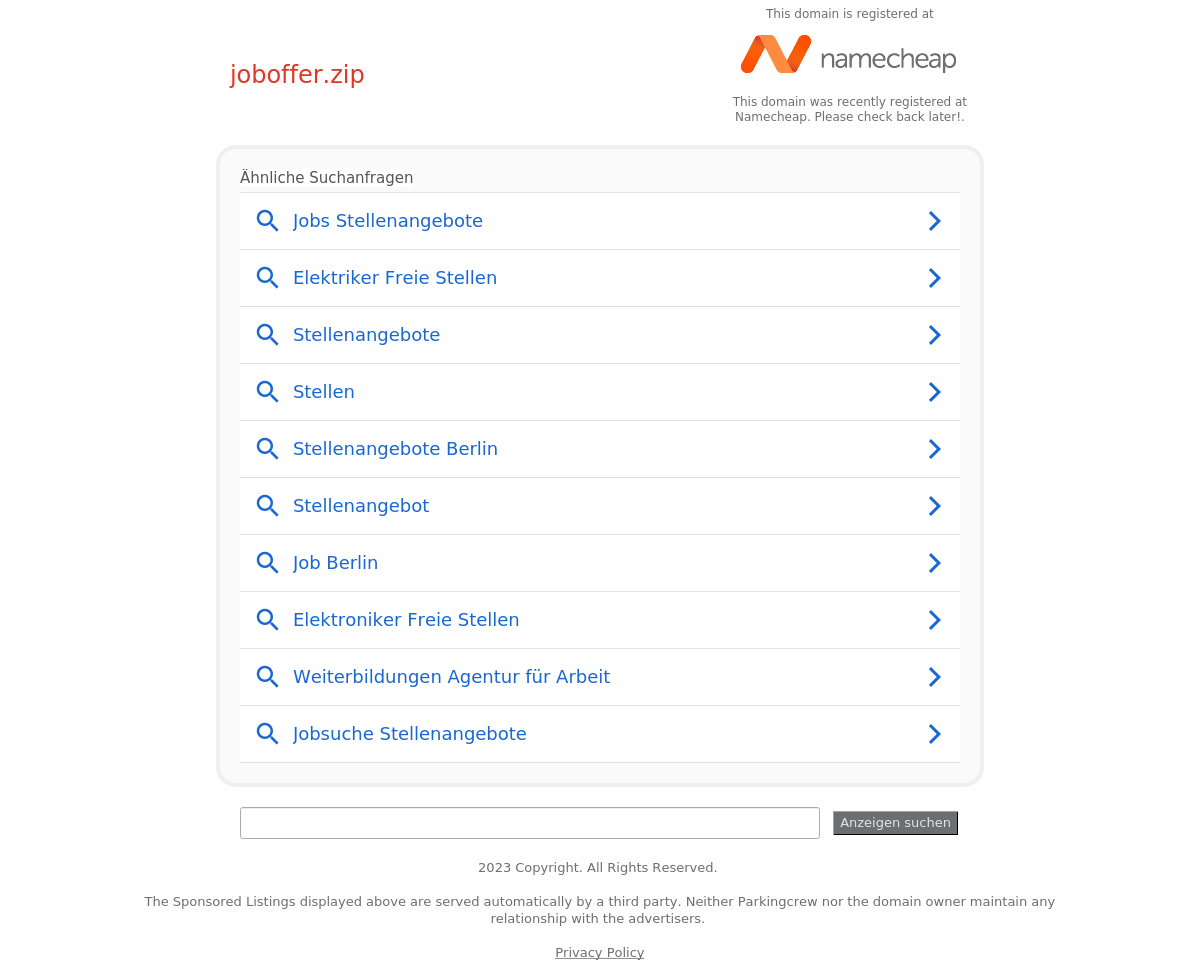 This domain is registered at
namecheap
joboffer.zip
This domain was recently registered at
Namecheap. Please check back later!.
Ähnliche Suchanfragen
Jobs Stellenangebote
Elektriker Freie Stellen
Stellenangebote
Stellen
Stellenangebote Berlin
Stellenangebot
Job Berlin
Elektroniker Freie Stellen
Weiterbildungen Agentur für Arbeit
Jobsuche Stellenangebote
Anzeigen suchen
2023 Copyright. All Rights Reserved.
The Sponsored Listings displayed above are served automatically by a third party. Neither Parkingcrew nor the domain owner maintain any
relationship with the advertisers.
Privacy Policy